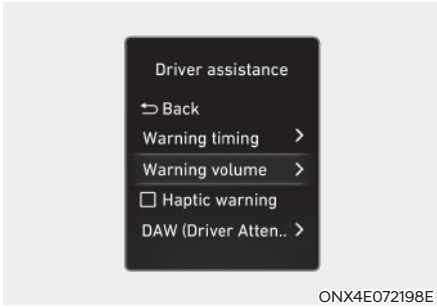 Driver assistance
⮌ Back
Warning timing >
Warning volume >
☐ Haptic warning
DAW (Driver Atten.. >
ONX4E072198E